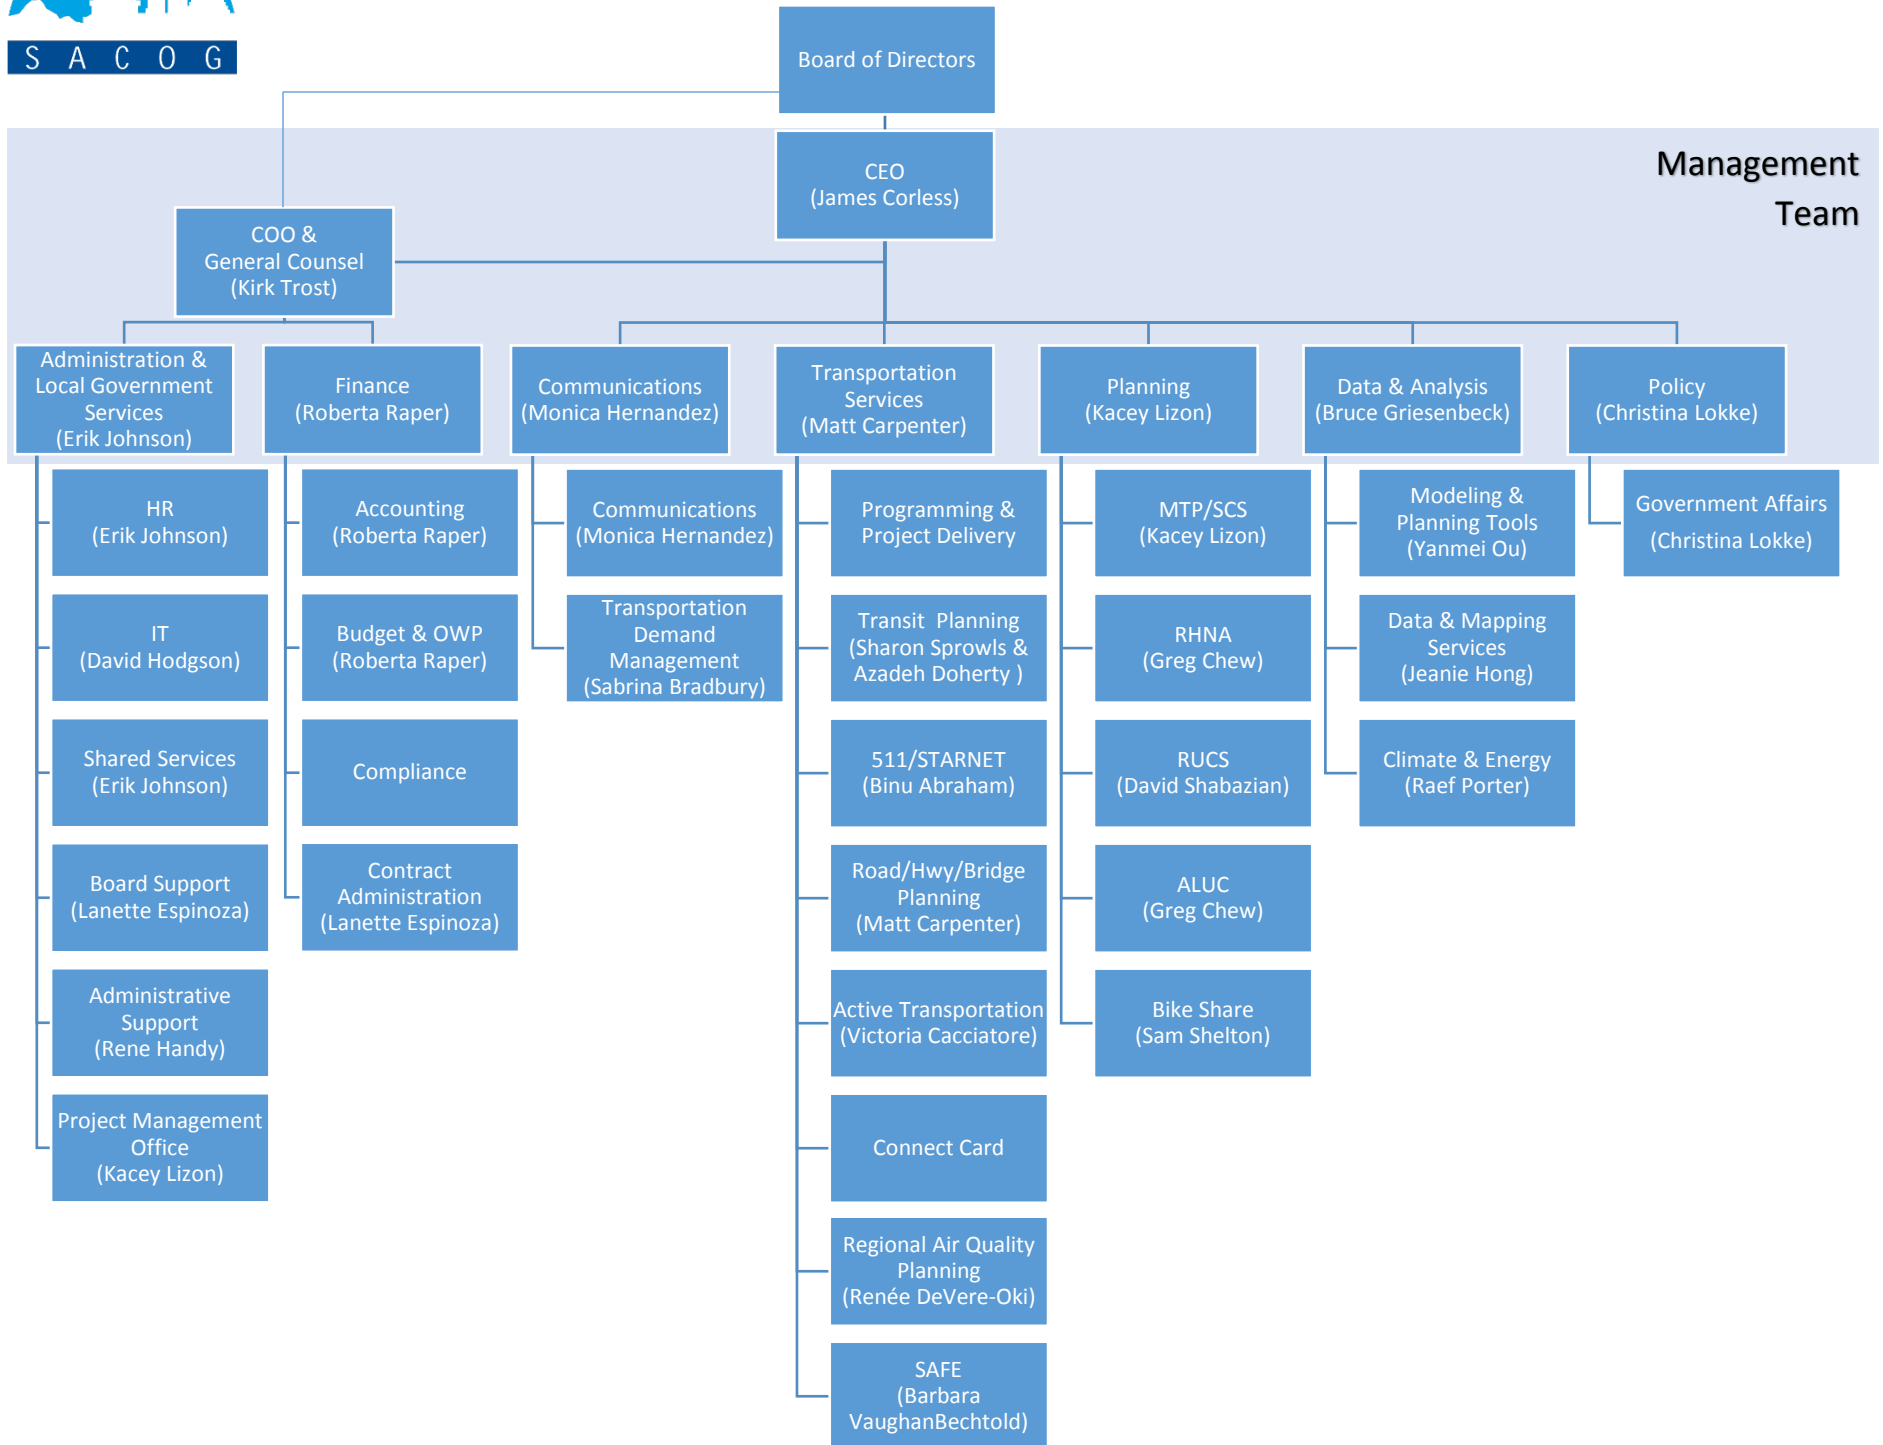 S A C O G
Board of Directors
Management
Team
CEO
(James Corless)
COO &
General Counsel
(Kirk Trost)
Administration &
Local Government
Services
(Erik Johnson)
Finance
(Roberta Raper)
Communications
(Monica Hernandez)
Transportation
Services
(Matt Carpenter)
Planning
(Kacey Lizon)
Data & Analysis
(Bruce Griesenbeck)
Policy
(Christina Lokke)
HR
(Erik Johnson)
IT
(David Hodgson)
Shared Services
(Erik Johnson)
Board Support
(Lanette Espinoza)
Administrative
Support
(Rene Handy)
Project Management
Office
(Kacey Lizon)
Accounting
(Roberta Raper)
Budget & OWP
(Roberta Raper)
Compliance
Contract
Administration
(Lanette Espinoza)
Communications
(Monica Hernandez)
Transportation
Demand
Management
(Sabrina Bradbury)
Programming &
Project Delivery
Transit Planning
(Sharon Sprowls &
Azadeh Doherty )
511/STARNET
(Binu Abraham)
Road/Hwy/Bridge
Planning
(Matt Carpenter)
Active Transportation
(Victoria Cacciatore)
Connect Card
Regional Air Quality
Planning
(Renée DeVere-Oki)
SAFE
(Barbara
VaughanBechtold)
MTP/SCS
(Kacey Lizon)
RHNA
(Greg Chew)
RUCS
(David Shabazian)
ALUC
(Greg Chew)
Bike Share
(Sam Shelton)
Modeling &
Planning Tools
(Yanmei Ou)
Data & Mapping
Services
(Jeanie Hong)
Climate & Energy
(Raef Porter)
Government Affairs
(Christina Lokke)